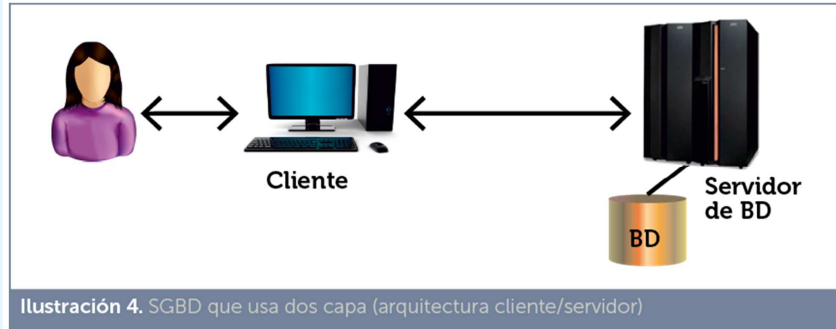 Cliente
Servidor
de BD
BD
Ilustración 4. SGBD que usa dos capa (arquitectura cliente/servidor)